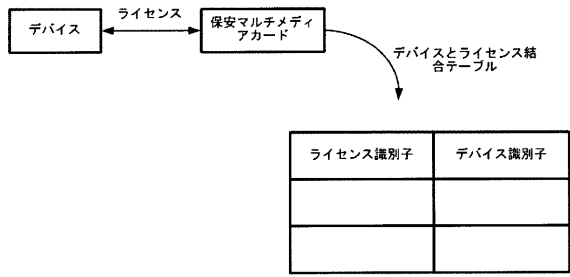 デバイス
ライセンス
保安マルチメディ
アカード
デバイスとライセンス結
合テーブル
ライセンス識別子
デバイス識別子